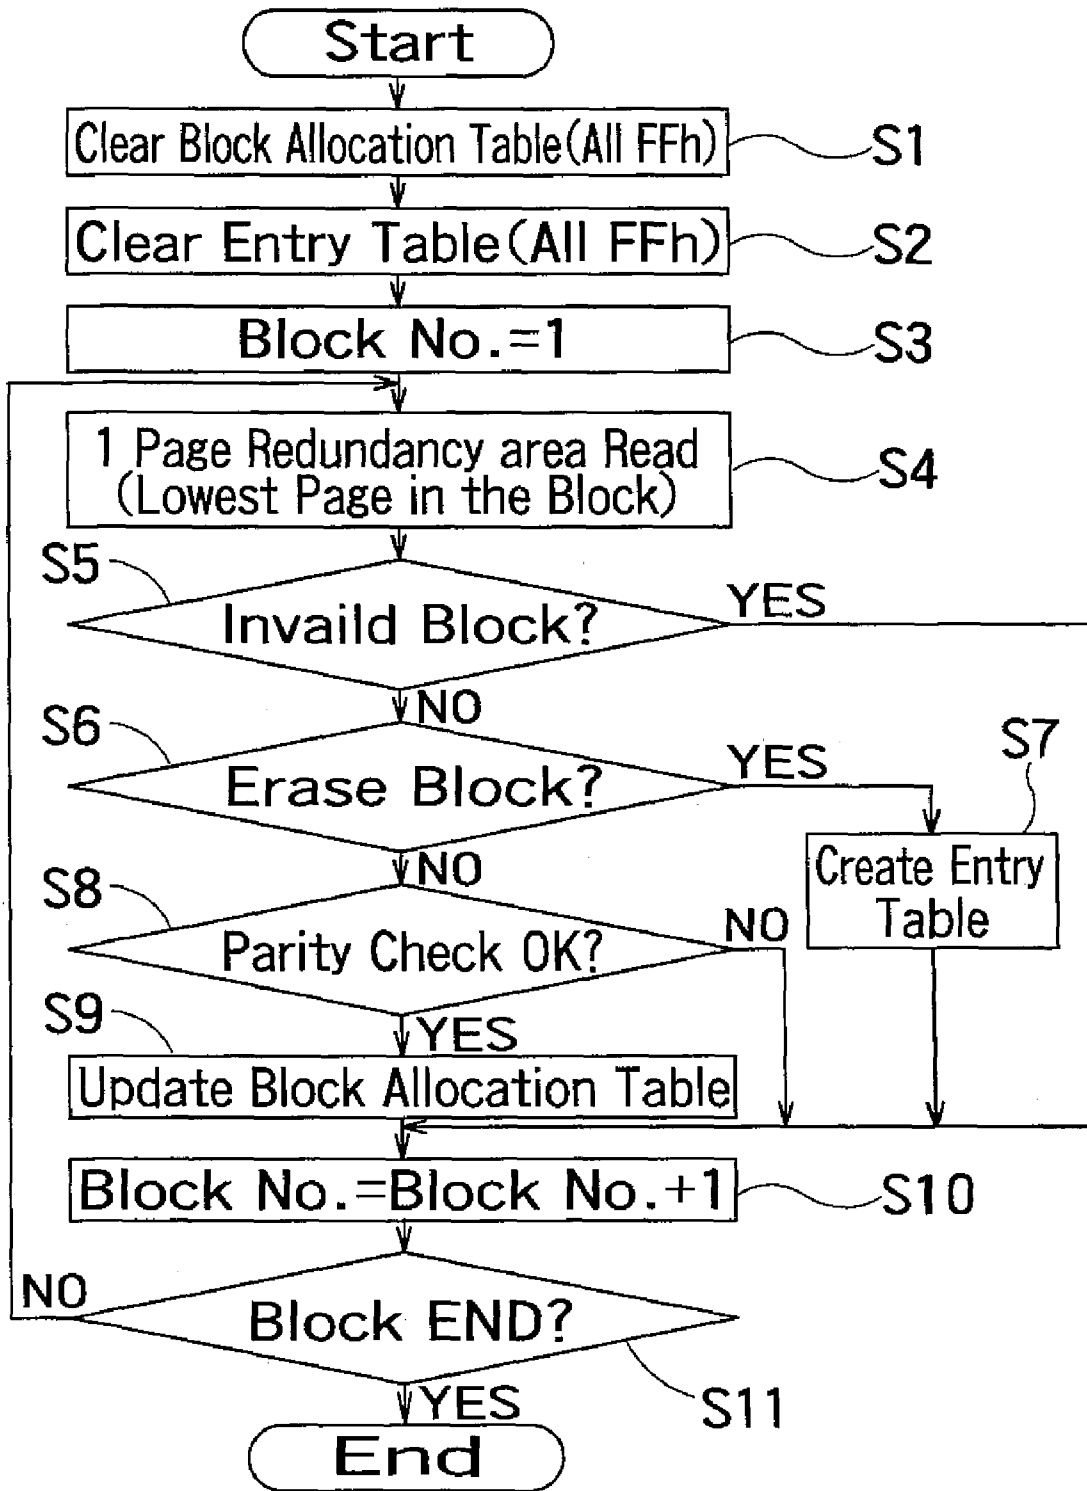 Start
Clear Block Allocation Table(All FFh)
S1
Clear Entry Table(All FFh)
S2
Block No.=1
S3
1 Page Redundancy area Read
(Lowest Page in the Block)
S4
S5
Invaild Block?
YES
NO
S6
Erase Block?
YES
S7
Create Entry
Table
NO
S8
Parity Check OK?
NO
YES
S9
Update Block Allocation Table
Block No.=Block No.+1
S10
NO
Block END?
S11
YES
End